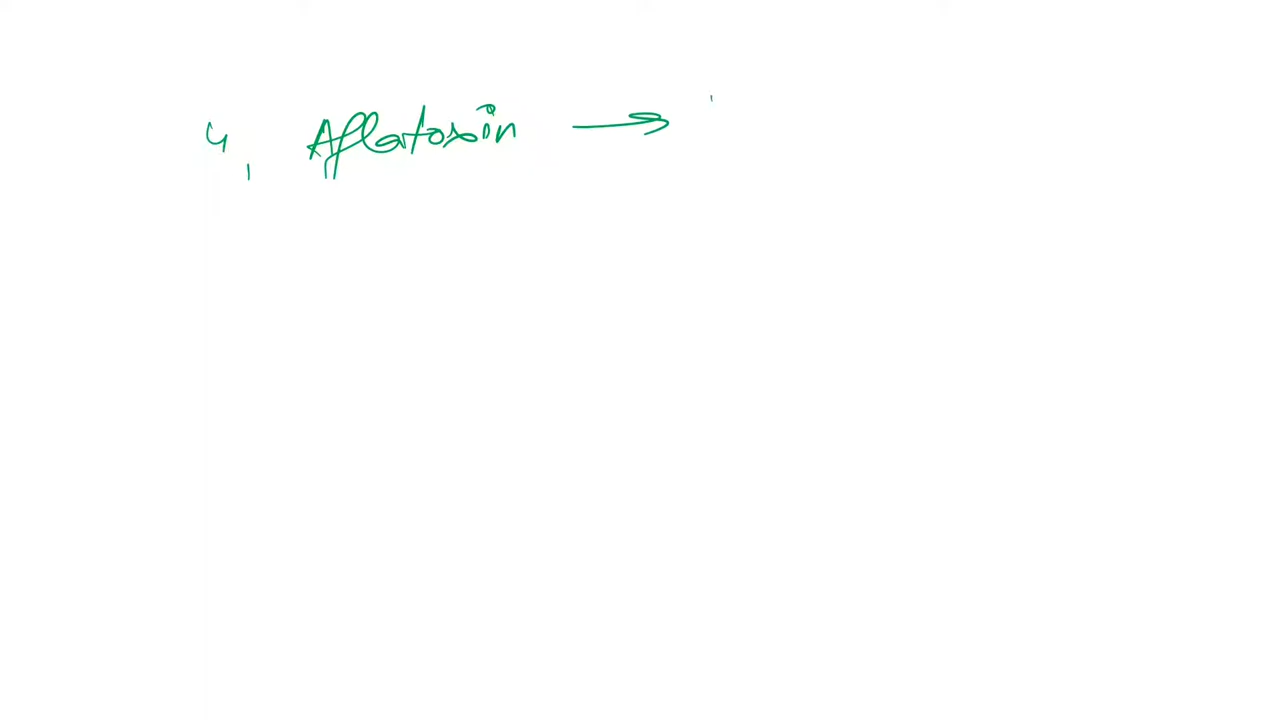 4, Aflatoxin →